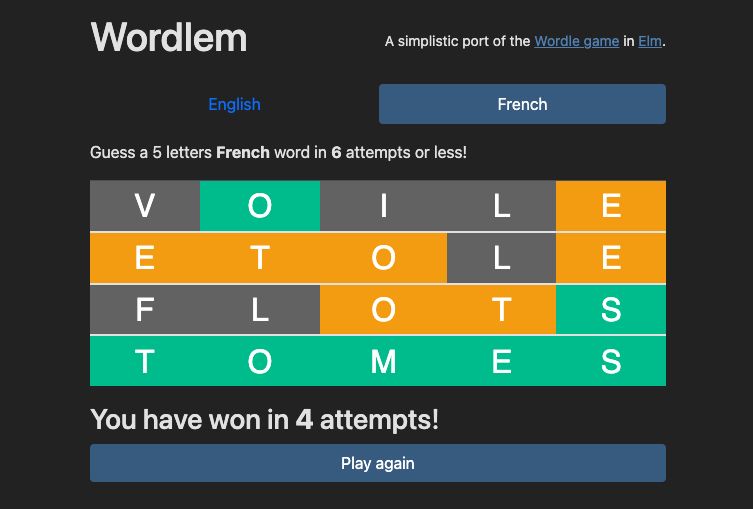 Wordlem
A simplistic port of the Wordle game in Elm.
English
French
Guess a 5 letters French word in 6 attempts or less!
V O I L E
E T O L E
F L O T S
T O M E S
You have won in 4 attempts!
Play again